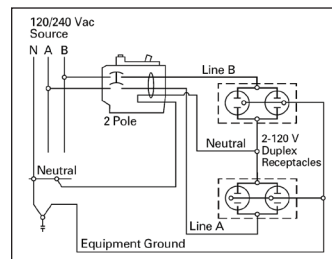 120/240 Vac
Source
N A B
Line B
2 Pole
Neutral
2-120 V
Duplex
Receptacles
Neutral
Line A
Equipment Ground